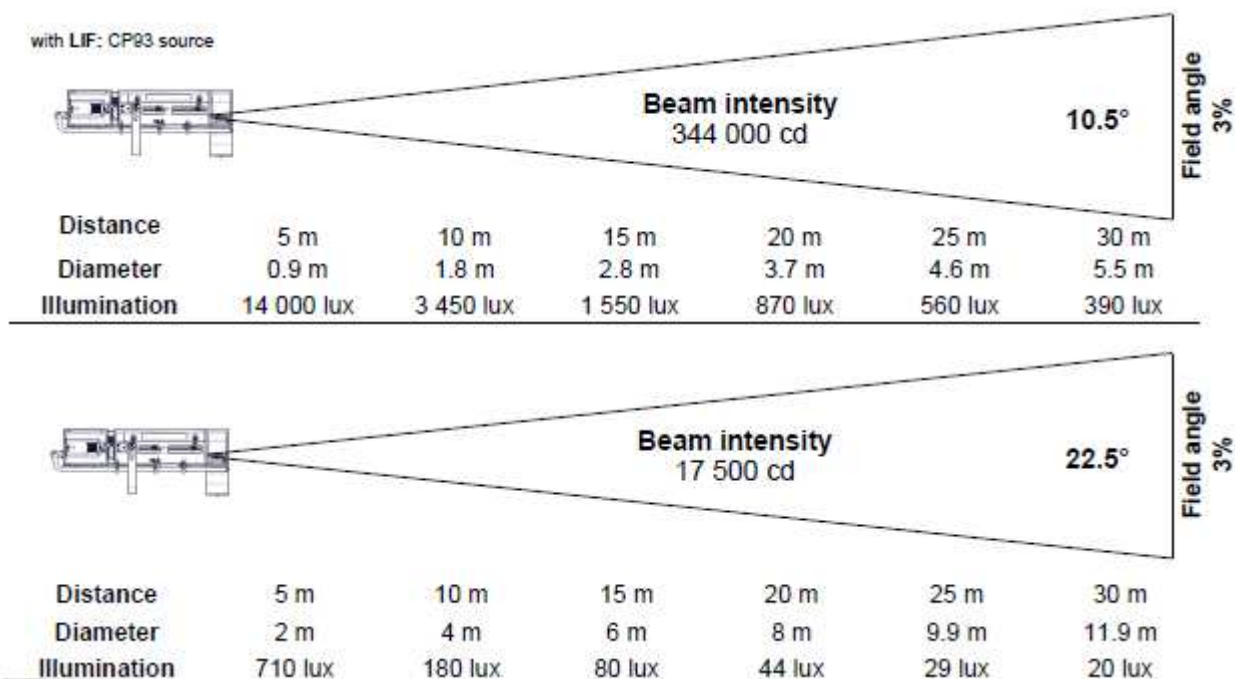 with LIF: CP93 source
Beam intensity
344 000 cd
10.5°
Field angle
3%
Distance 5 m 10 m 15 m 20 m 25 m 30 m
Diameter 0.9 m 1.8 m 2.8 m 3.7 m 4.6 m 5.5 m
Illumination 14 000 lux 3 450 lux 1 550 lux 870 lux 560 lux 390 lux
Beam intensity
17 500 cd
22.5°
Field angle
3%
Distance 5 m 10 m 15 m 20 m 25 m 30 m
Diameter 2 m 4 m 6 m 8 m 9.9 m 11.9 m
Illumination 710 lux 180 lux 80 lux 44 lux 29 lux 20 lux